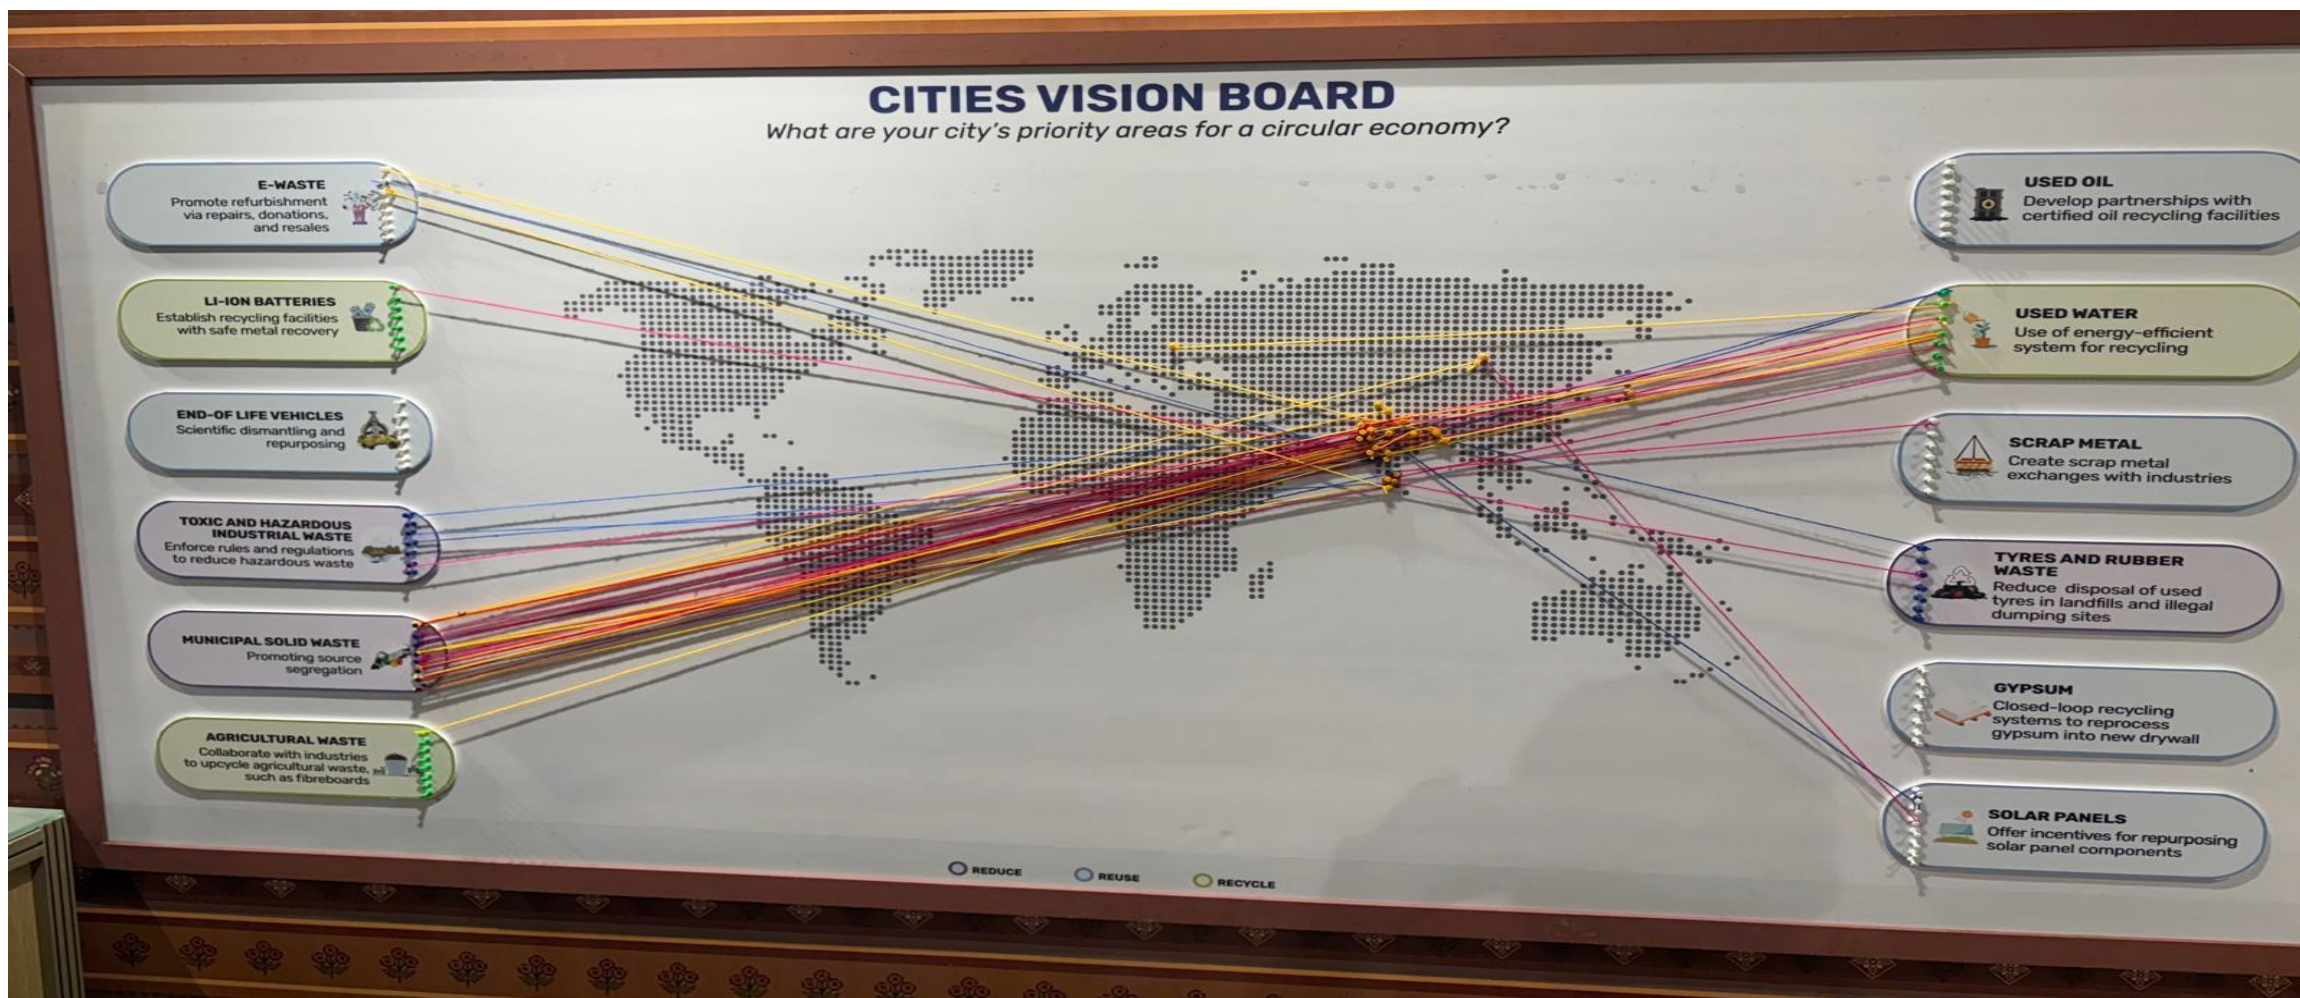 CITIES VISION BOARD
What are your city's priority areas for a circular economy?
E-WASTE
Promote refurbishment
via repairs, donations,
and resales
LI-ION BATTERIES
Establish recycling facilities
with safe metal recovery
END-OF LIFE VEHICLES
Scientific dismantling and
repurposing
TOXIC AND HAZARDOUS
INDUSTRIAL WASTE
Enforce rules and regulations
to reduce hazardous waste
MUNICIPAL SOLID WASTE
Promoting source
segregation
AGRICULTURAL WASTE
Collaborate with industries
to upcycle agricultural waste,
such as fibreboards
USED OIL
Develop partnerships with
certified oil recycling facilities
USED WATER
Use of energy-efficient
system for recycling
SCRAP METAL
Create scrap metal
exchanges with industries
TYRES AND RUBBER
WASTE
Reduce disposal of used
tyres in landfills and illegal
dumping sites
GYPSUM
Closed-loop recycling
systems to reprocess
gypsum into new drywall
SOLAR PANELS
Offer incentives for repurposing
solar panel components
REDUCE
REUSE
RECYCLE